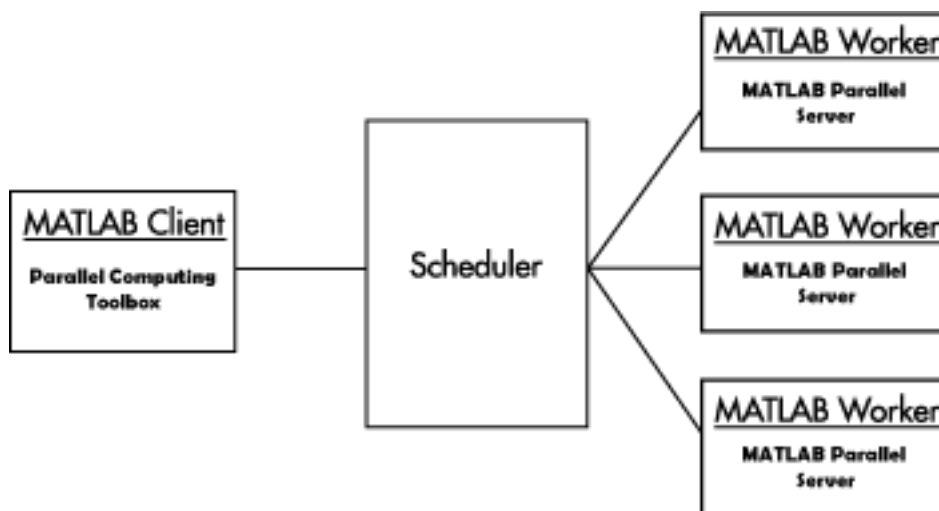 MATLAB Client
Parallel Computing
Toolbox
Scheduler
MATLAB Worker
MATLAB Parallel
Server
MATLAB Worker
MATLAB Parallel
Server
MATLAB Worker
MATLAB Parallel
Server